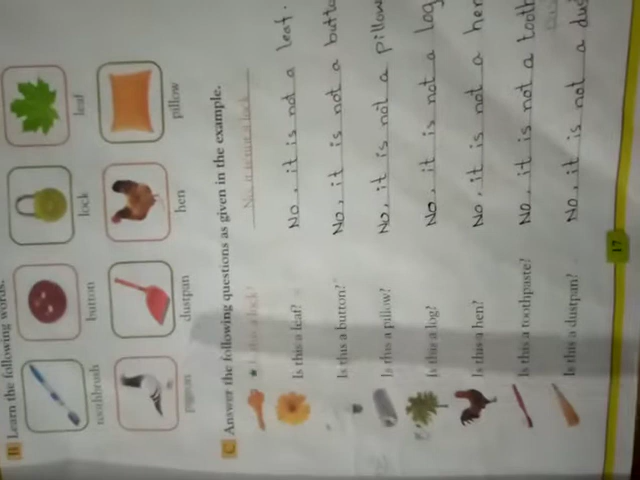 B Learn the following words.
toothbrush button lock leaf
pigeon dustpan hen pillow
C Answer the following questions as given in the example.
★ Is this a lock? No, it is not a lock.
Is this a leaf? No, it is not a leaf.
Is this a button? No, it is not a butto
Is this a pillow? No, it is not a pillow
Is this a log? No, it is not a log
Is this a hen? No, it is not a hen
Is this a toothpaste? No, it is not a tooth
Is this a dustpan? No, it is not a dus
17